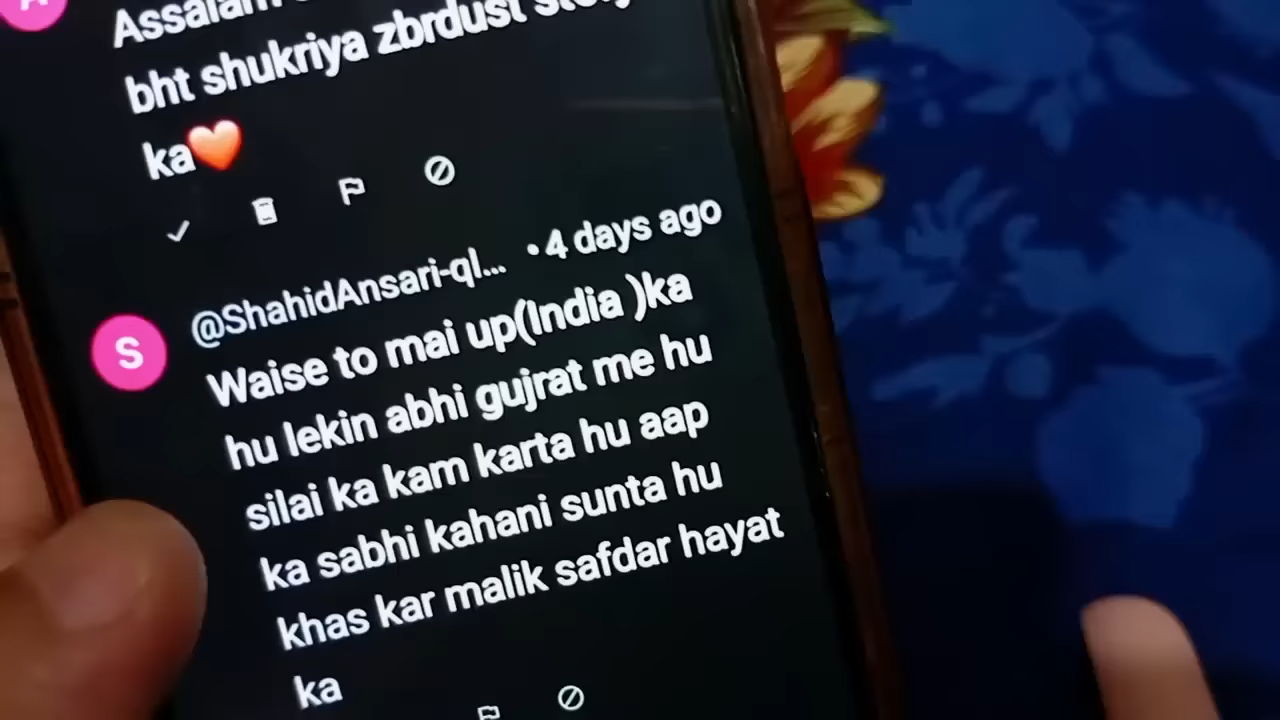 A
Assalam
bht shukriya zbrdust story
ka❤️
@ShahidAnsari-ql... •4 days ago
S
Waise to mai up(India )ka
hu lekin abhi gujrat me hu
silai ka kam karta hu aap
ka sabhi kahani sunta hu
khas kar malik safdar hayat
ka